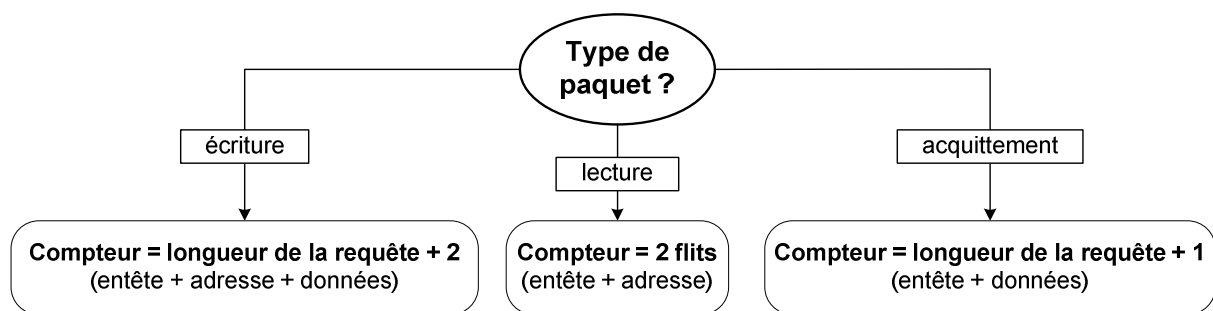 Type de
paquet ?
écriture
lecture
acquittement
Compteur = longueur de la requête + 2
(entête + adresse + données)
Compteur = 2 flits
(entête + adresse)
Compteur = longueur de la requête + 1
(entête + données)